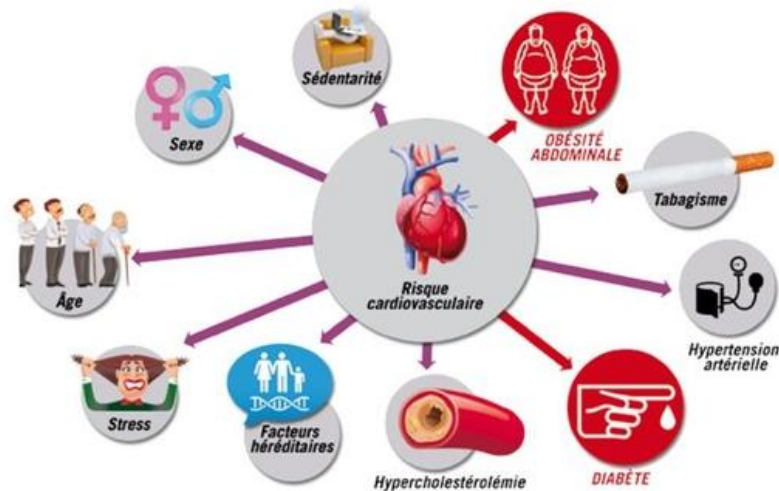 Sédentarité
OBÉSITÉ
ABDOMINALE
Sexe
Tabagisme
Âge
Risque
cardiovasculaire
Hypertension
artérielle
Stress
Facteurs
héréditaires
Hypercholestérolémie
DIABÈTE